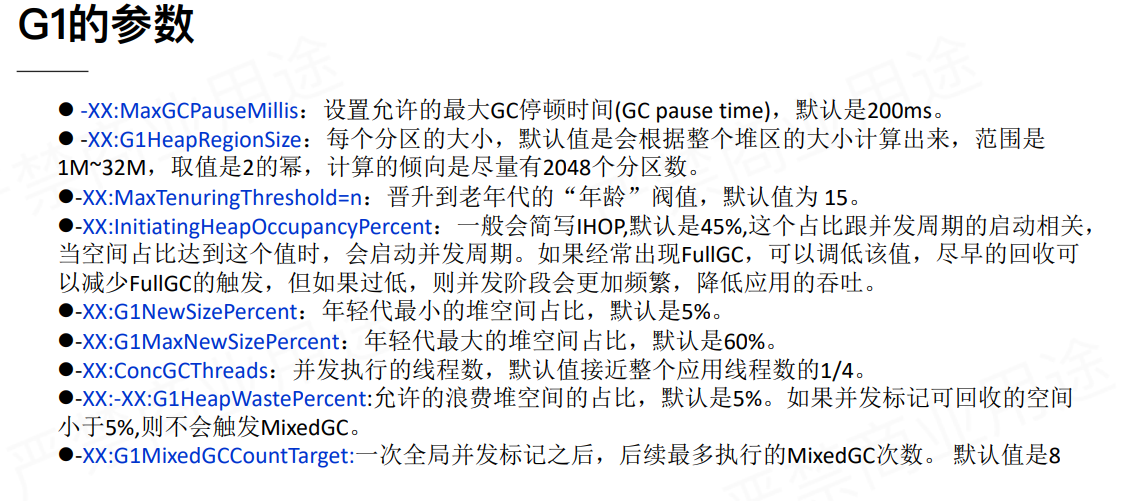 G1的参数
● -XX:MaxGCPauseMillis：设置允许的最大GC停顿时间(GC pause time)，默认是200ms。
● -XX:G1HeapRegionSize：每个分区的大小，默认值是会根据整个堆区的大小计算出来，范围是
1M~32M，取值是2的幂，计算的倾向是尽量有2048个分区数。
●-XX:MaxTenuringThreshold=n：晋升到老年代的“年龄”阀值，默认值为 15。
●-XX:InitiatingHeapOccupancyPercent：一般会简写IHOP,默认是45%,这个占比跟并发周期的启动相关，
当空间占比达到这个值时，会启动并发周期。如果经常出现FullGC，可以调低该值，尽早的回收可
以减少FullGC的触发，但如果过低，则并发阶段会更加频繁，降低应用的吞吐。
●-XX:G1NewSizePercent：年轻代最小的堆空间占比，默认是5%。
●-XX:G1MaxNewSizePercent：年轻代最大的堆空间占比，默认是60%。
●-XX:ConcGCThreads：并发执行的线程数，默认值接近整个应用线程数的1/4。
●-XX:-XX:G1HeapWastePercent:允许的浪费堆空间的占比，默认是5%。如果并发标记可回收的空间
小于5%,则不会触发MixedGC。
●-XX:G1MixedGCCountTarget:一次全局并发标记之后，后续最多执行的MixedGC次数。 默认值是8